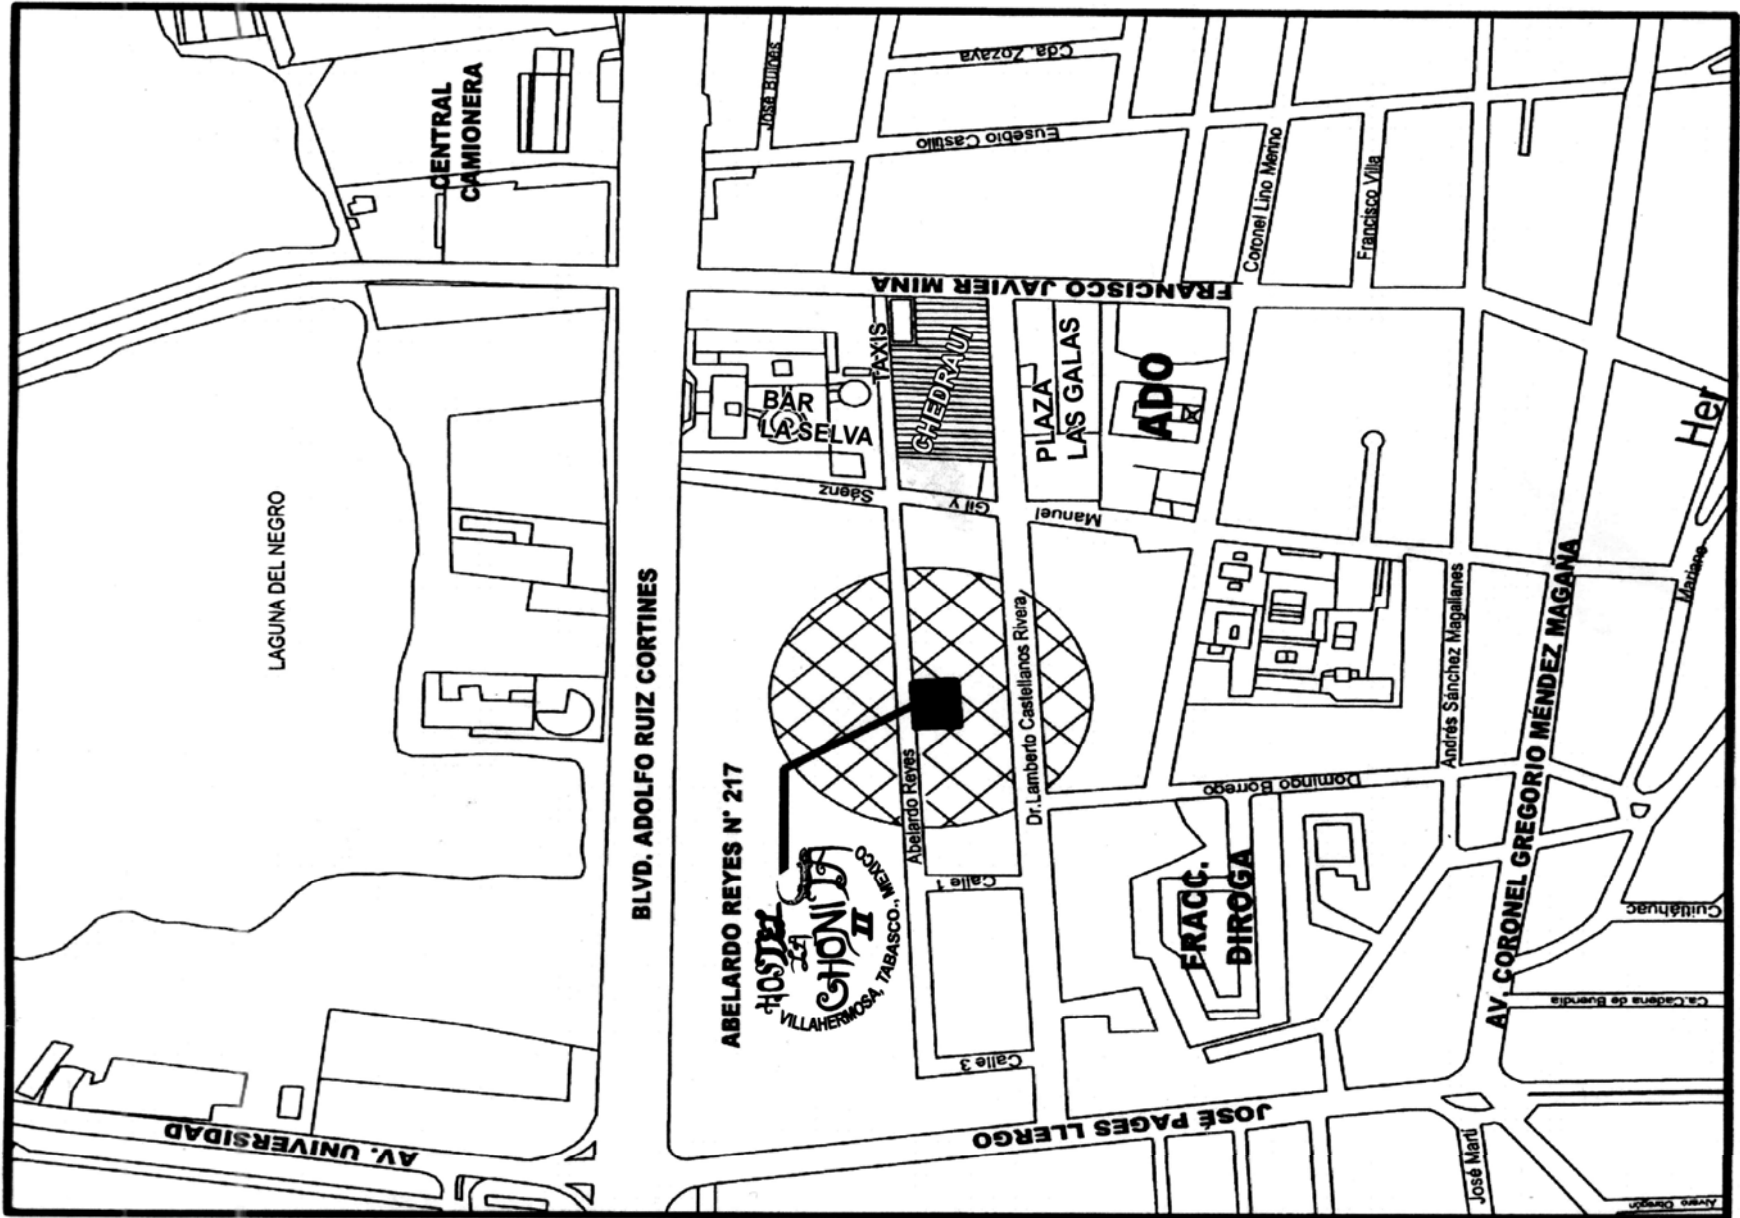 CENTRAL
CAMIONERA
José Bulnes
Cda. Zozaya
Eusebio Castillo
Coronel Lino Merino
Francisco Villa
FRANCISCO JAVIER MINA
TAXIS
CHEDRAUI
BAR
LA SELVA
PLAZA
LAS GALAS
ADO
Her
LAGUNA DEL NEGRO
BLVD. ADOLFO RUIZ CORTINES
Manuel
Gil y
Sáenz
Mariano
Andrés Sánchez Magallanes
AV. CORONEL GREGORIO MÉNDEZ MAGAÑA
Dr. Lamberto Castellanos Rivera
Abelardo Reyes
Domingo Borrego
ABELARDO REYES N° 217
HOSTEL
LA
CHONITA
II
VILLAHERMOSA, TABASCO., MEXICO
Calle 1
Calle 3
FRACC.
DIROGA
Cuitláhuac
Ca. Cadena de Buendia
AV. UNIVERSIDAD
JOSÉ PAGES LLERGO
José Martí
Alvaro Obregón